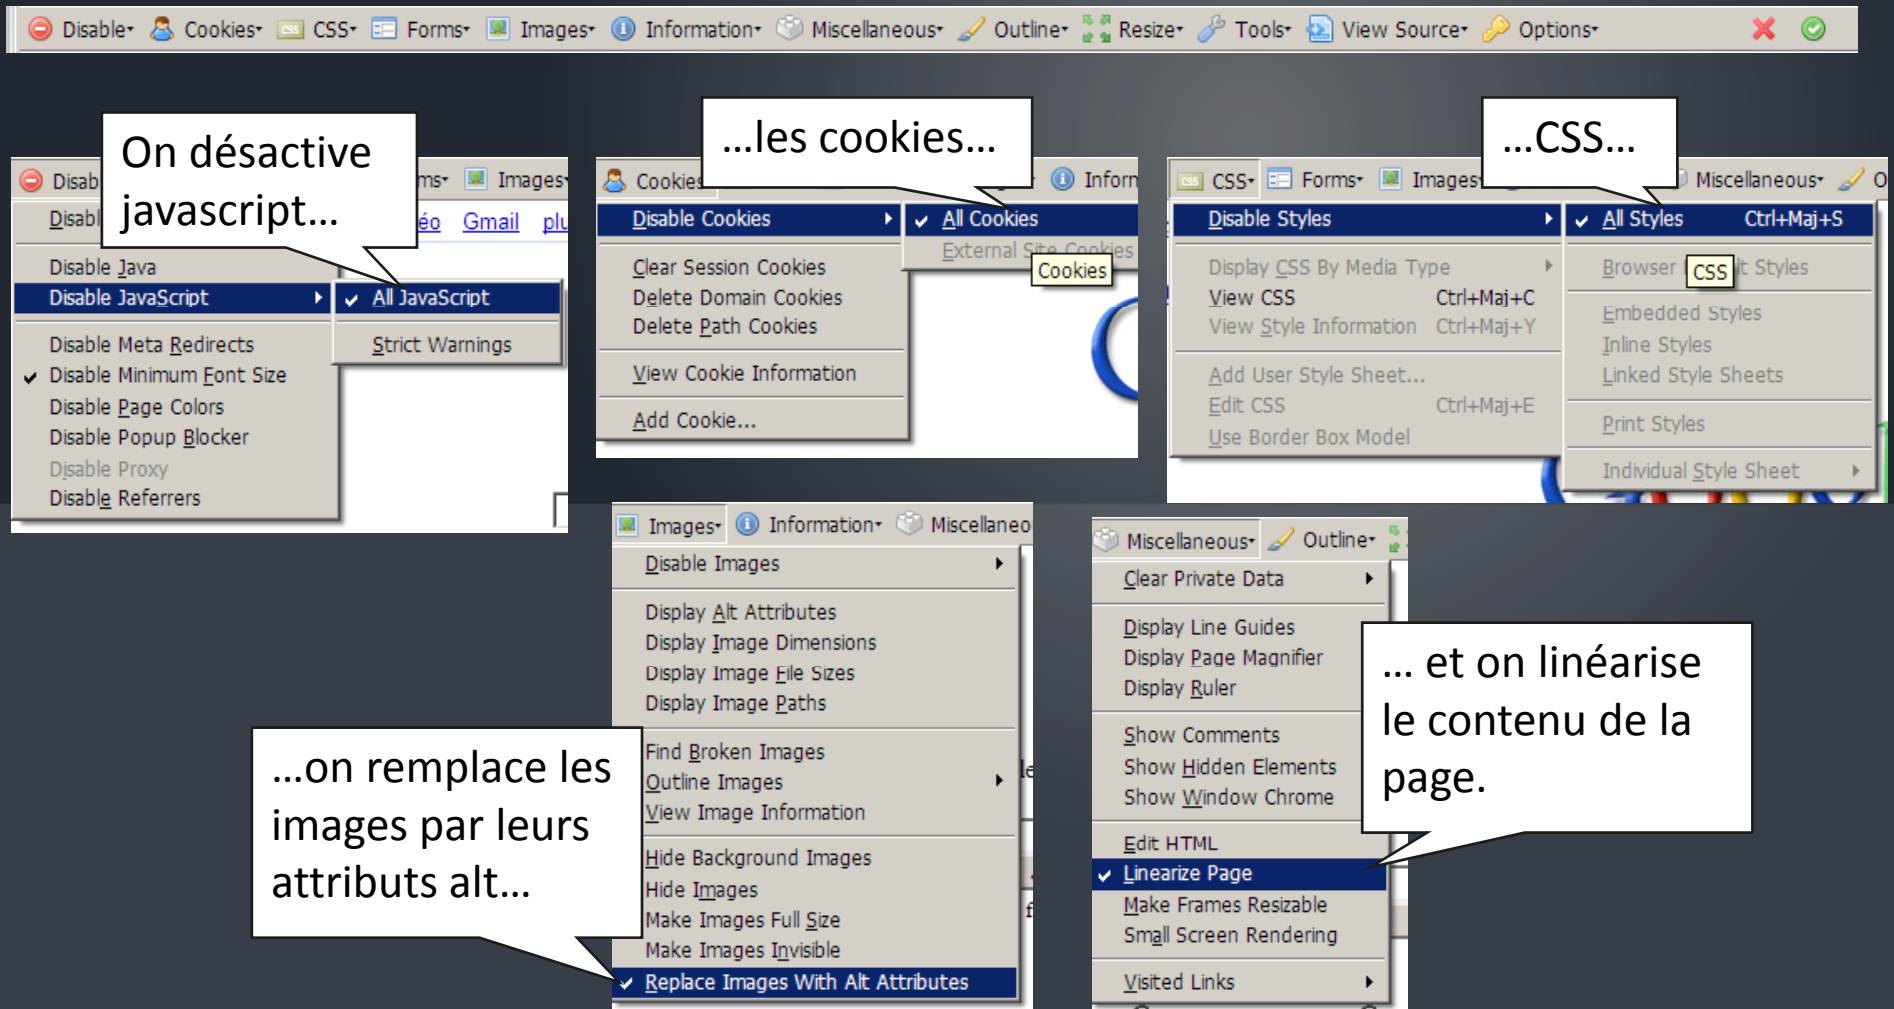 Disable Cookies CSS Forms Images Information Miscellaneous Outline Resize Tools View Source Options
On désactive
javascript...
Images
Gmail
Disable Java
Disable JavaScript
All JavaScript
Strict Warnings
Disable Meta Redirects
Disable Minimum Font Size
Disable Page Colors
Disable Popup Blocker
Disable Proxy
Disable Referrers
...les cookies...
Cookies
Disable Cookies
All Cookies
External Site Cookies
Cookies
Clear Session Cookies
Delete Domain Cookies
Delete Path Cookies
View Cookie Information
Add Cookie...
...CSS...
CSS Forms Images Miscellaneous
Disable Styles
All Styles Ctrl+Maj+S
Display CSS By Media Type
View CSS Ctrl+Maj+C
View Style Information Ctrl+Maj+Y
Add User Style Sheet...
Edit CSS Ctrl+Maj+E
Use Border Box Model
Browser Styles
CSS
Embedded Styles
Inline Styles
Linked Style Sheets
Print Styles
Individual Style Sheet
Images Information Miscellaneo
Disable Images
Display Alt Attributes
Display Image Dimensions
Display Image File Sizes
Display Image Paths
Find Broken Images
Outline Images
View Image Information
Hide Background Images
Hide Images
Make Images Full Size
Make Images Invisible
Replace Images With Alt Attributes
...on remplace les
images par leurs
attributs alt...
Miscellaneous Outline
Clear Private Data
Display Line Guides
Display Page Magnifier
Display Ruler
Show Comments
Show Hidden Elements
Show Window Chrome
Edit HTML
Linearize Page
Make Frames Resizable
Small Screen Rendering
Visited Links
... et on linéarise
le contenu de la
page.